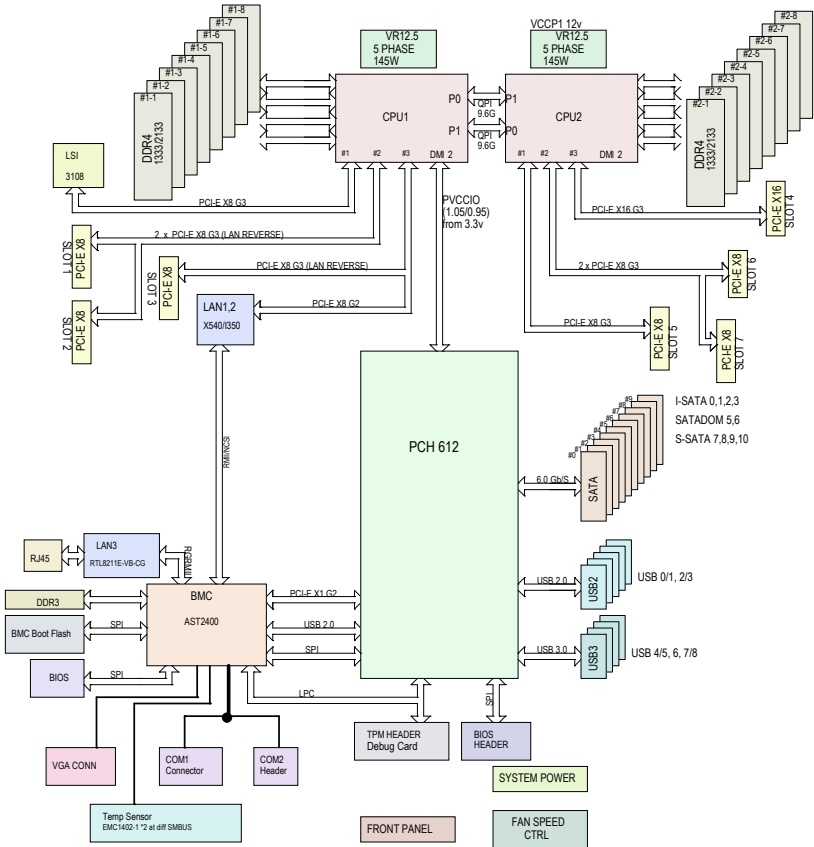 #1-8
#1-7
#1-6
#1-5
#1-4
#1-3
#1-2
#1-1
DDR4
1333/2133
VR12.5
5 PHASE
145W
VCCP1 12v
VR12.5
5 PHASE
145W
#2-8
#2-7
#2-6
#2-5
#2-4
#2-3
#2-2
#2-1
DDR4
1333/2133
CPU1
P0
P1
#1
#2
#3
DMI 2
QPI
9.6G
QPI
9.6G
CPU2
P1
P0
#1
#2
#3
DMI 2
LSI
3108
PCI-E X8 G3
PVCCIO
(1.05/0.95)
from 3.3v
PCI-E X16 G3
PCI-E X16
SLOT 4
2 x PCI-E X8 G3 (LAN REVERSE)
PCI-E X8
SLOT 1
PCI-E X8 G3 (LAN REVERSE)
PCI-E X8
SLOT 3
2 x PCI-E X8 G3
PCI-E X8
SLOT 6
LAN1,2
X540/I350
PCI-E X8 G2
PCI-E X8
SLOT 2
PCI-E X8 G3
PCI-E X8
SLOT 5
PCI-E X8
SLOT 7
PCH 612
RMII/NCSI
6.0 Gb/S
#0
#1
#2
#3
#4
#5
#6
#7
#8
#9
SATA
I-SATA 0,1,2,3
SATADOM 5,6
S-SATA 7,8,9,10
RJ45
LAN3
RTL8211E-VB-CG
RGRMII
USB 2.0
USB2
USB 0/1, 2/3
BMC
AST2400
DDR3
PCI-E X1 G2
BMC Boot Flash
SPI
USB 2.0
SPI
USB 3.0
USB3
USB 4/5, 6, 7/8
BIOS
SPI
LPC
SPI
VGA CONN
COM1
Connector
COM2
Header
TPM HEADER
Debug Card
BIOS
HEADER
SYSTEM POWER
Temp Sensor
EMC1402-1 *2 at diff SMBUS
FRONT PANEL
FAN SPEED
CTRL